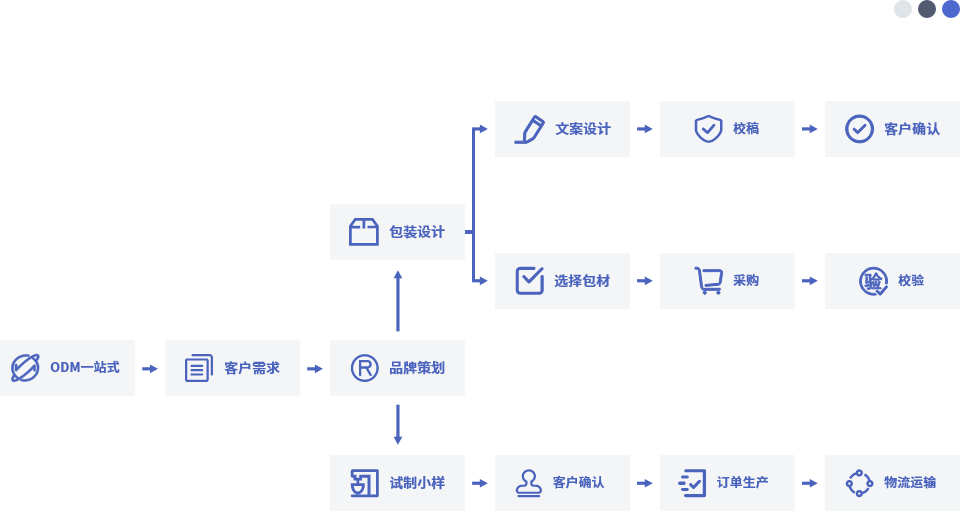 文案设计
校稿
客户确认
包装设计
选择包材
采购
验
校验
ODM一站式
客户需求
R
品牌策划
试制小样
客户确认
订单生产
物流运输